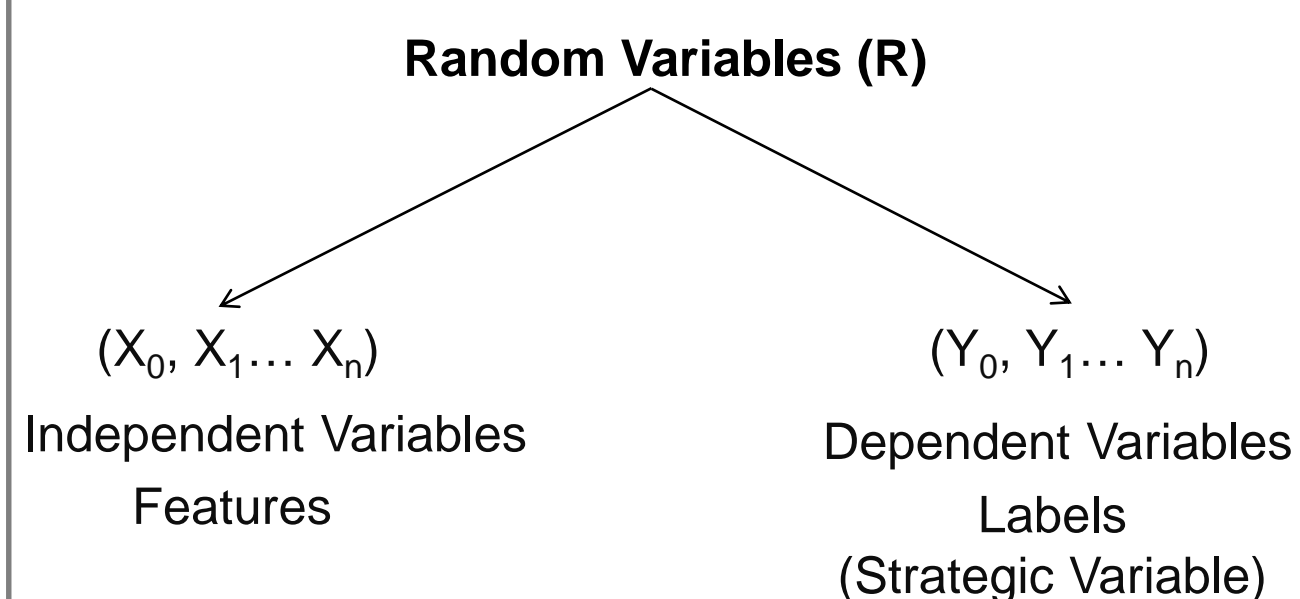 Random Variables (R)
(X₀, X₁… Xₙ)
Independent Variables
Features
(Y₀, Y₁… Yₙ)
Dependent Variables
Labels
(Strategic Variable)